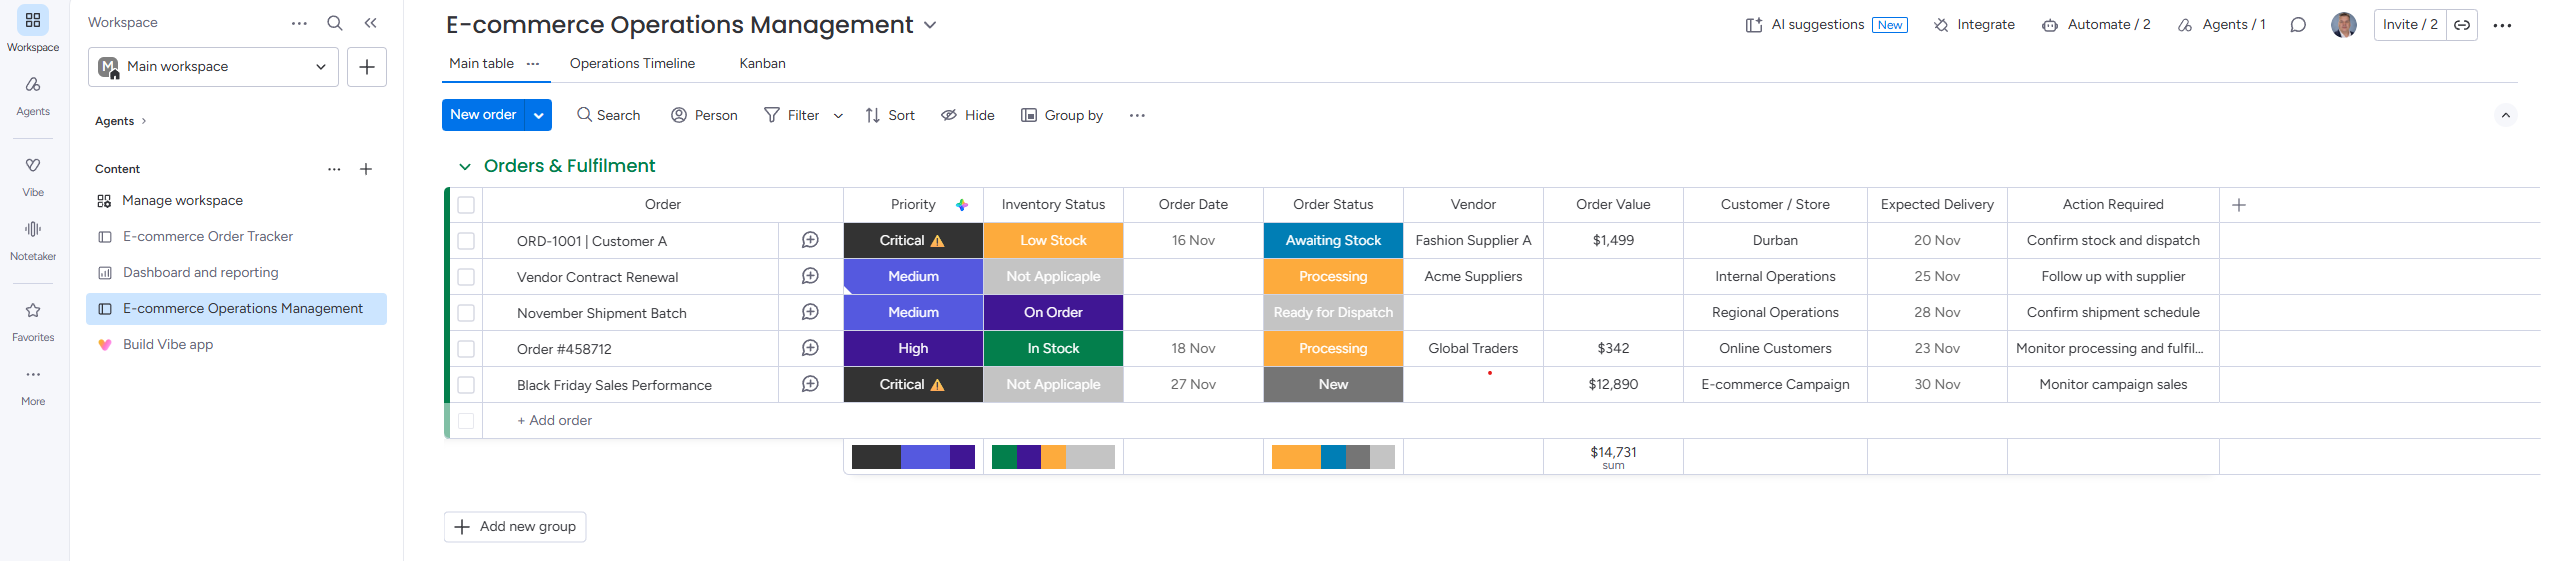 Workspace
Agents
Vibe
Notetaker
Favorites
More
Workspace
M Main workspace
Agents
Content
Manage workspace
E-commerce Order Tracker
Dashboard and reporting
E-commerce Operations Management
Build Vibe app
E-commerce Operations Management
AI suggestions New Integrate Automate / 2 Agents / 1 Invite / 2
Main table Operations Timeline Kanban
New order Search Person Filter Sort Hide Group by
Orders & Fulfilment
Order Priority Inventory Status Order Date Order Status Vendor Order Value Customer / Store Expected Delivery Action Required
ORD-1001 | Customer A Critical Low Stock 16 Nov Awaiting Stock Fashion Supplier A $1,499 Durban 20 Nov Confirm stock and dispatch
Vendor Contract Renewal Medium Not Applicaple Processing Acme Suppliers Internal Operations 25 Nov Follow up with supplier
November Shipment Batch Medium On Order Ready for Dispatch Regional Operations 28 Nov Confirm shipment schedule
Order #458712 High In Stock 18 Nov Processing Global Traders $342 Online Customers 23 Nov Monitor processing and fulfil...
Black Friday Sales Performance Critical Not Applicaple 27 Nov New $12,890 E-commerce Campaign 30 Nov Monitor campaign sales
+ Add order
$14,731
sum
Add new group